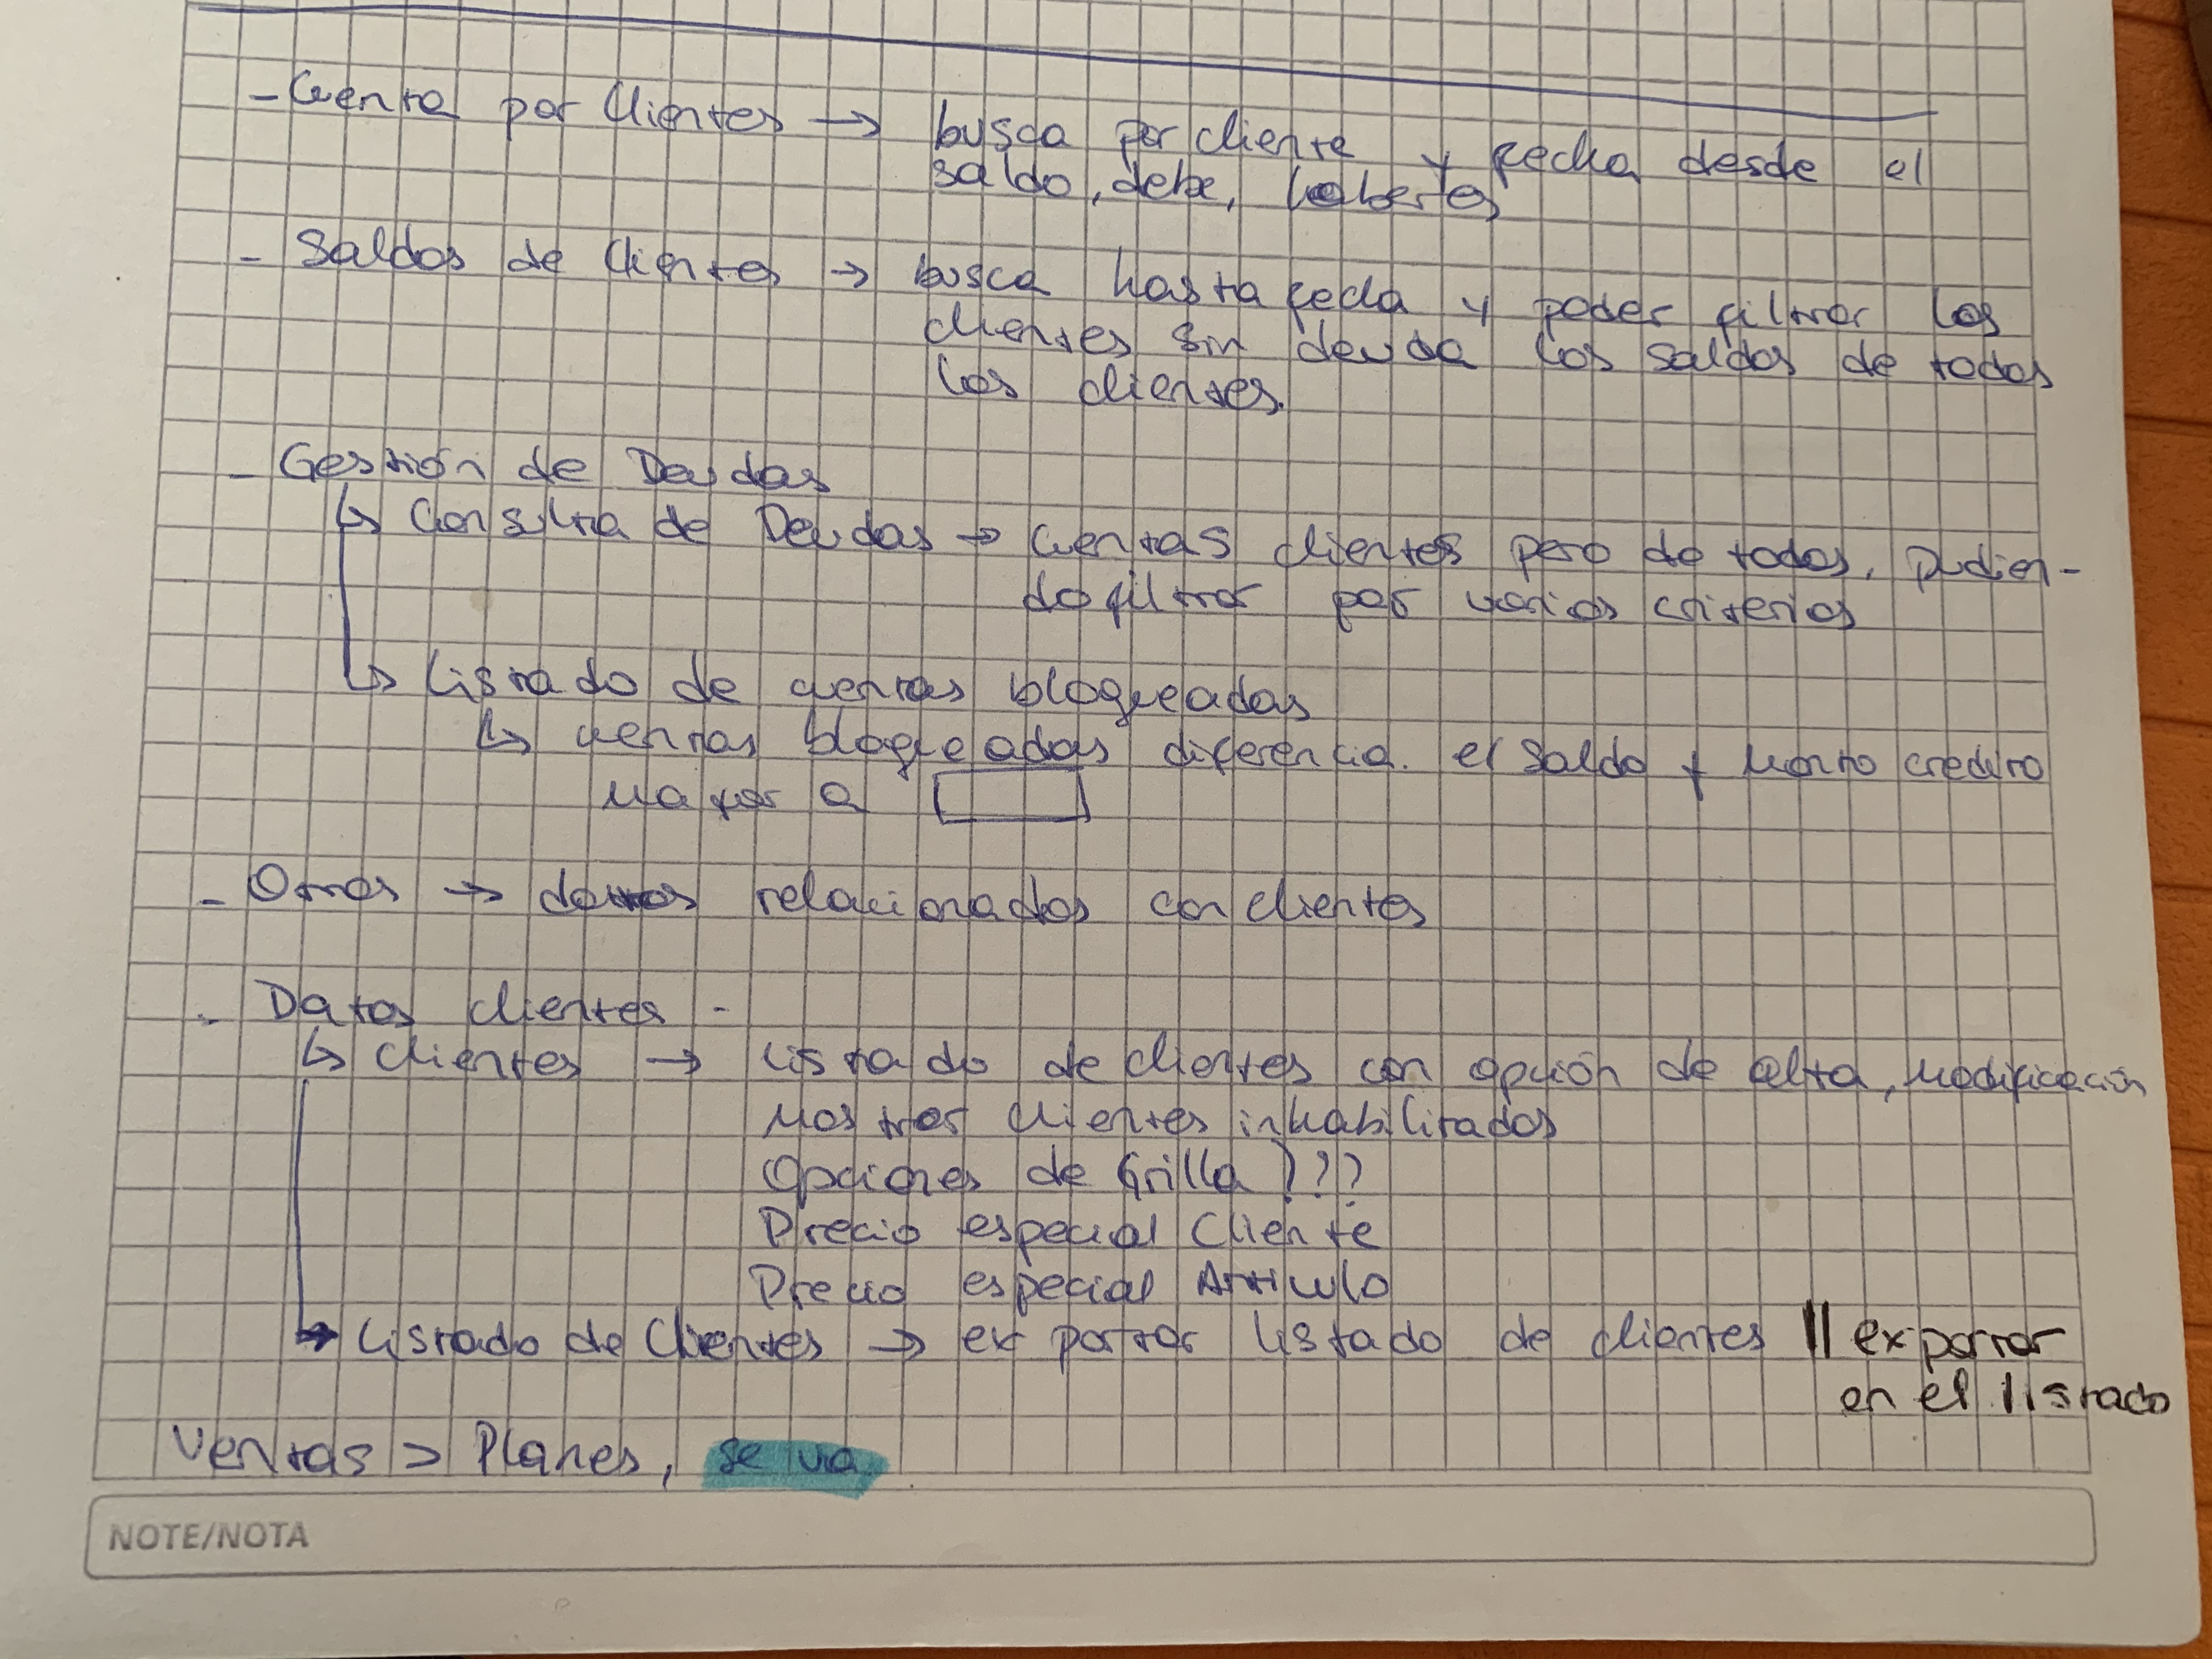 - Cuenta por Clientes → busca por cliente y fecha desde el
saldo, debe, haberes
- Saldos de Clientes → busca hasta fecha y poder filtrar los
clientes sin deuda los saldos de todos
los clientes.
- Gestión de Deudas
↳ Consulta de Deudas → cuentas clientes pero de todos, pudien-
do filtrar por varios criterios
↳ Listado de cuentas bloqueadas
↳ cuentas bloqueadas diferencia. el saldo y monto credito
mayor a
- Otros → datos relacionados con clientes
- Datos clientes -
↳ clientes → listado de clientes con opción de alta, modificación
mostrar clientes inhabilitados
Opciones de Grilla ???
Precio especial Cliente
Precio especial Articulo
→ Listado de Clientes → exportar listado de clientes || exportar
en el listado
Ventas > Planes, se va
NOTE/NOTA